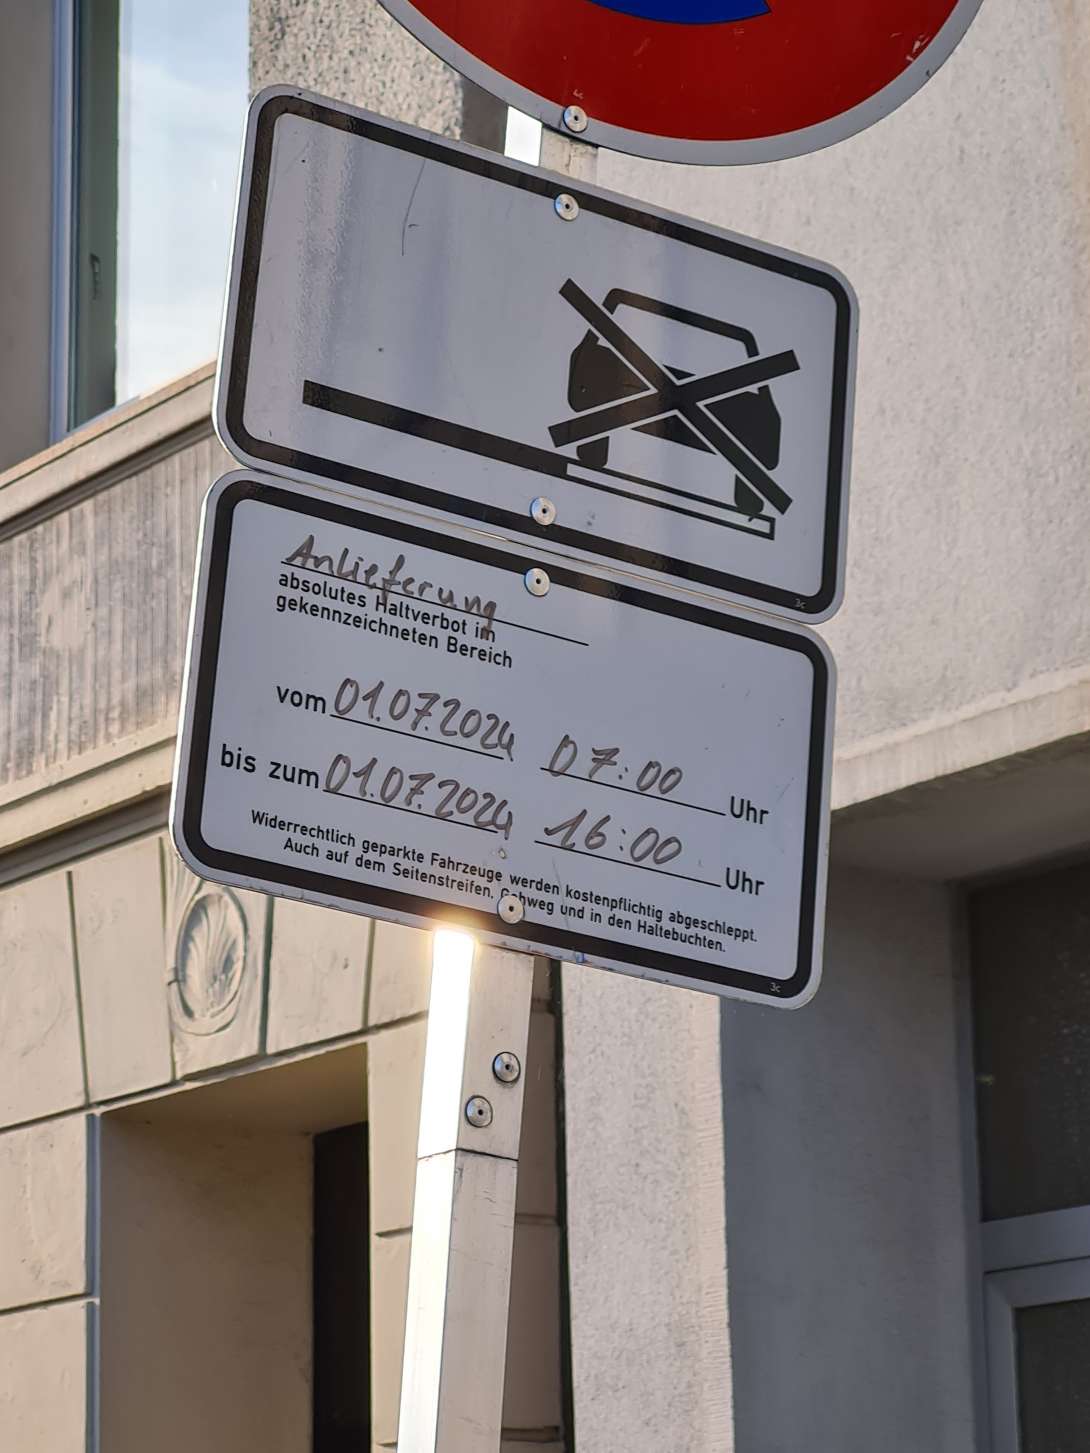 Anlieferung
absolutes Haltverbot im
gekennzeichneten Bereich
vom 01.07.2024 07:00 Uhr
bis zum 01.07.2024 16:00 Uhr
Widerrechtlich geparkte Fahrzeuge werden kostenpflichtig abgeschleppt.
Auch auf dem Seitenstreifen, Gehweg und in den Haltebuchten.